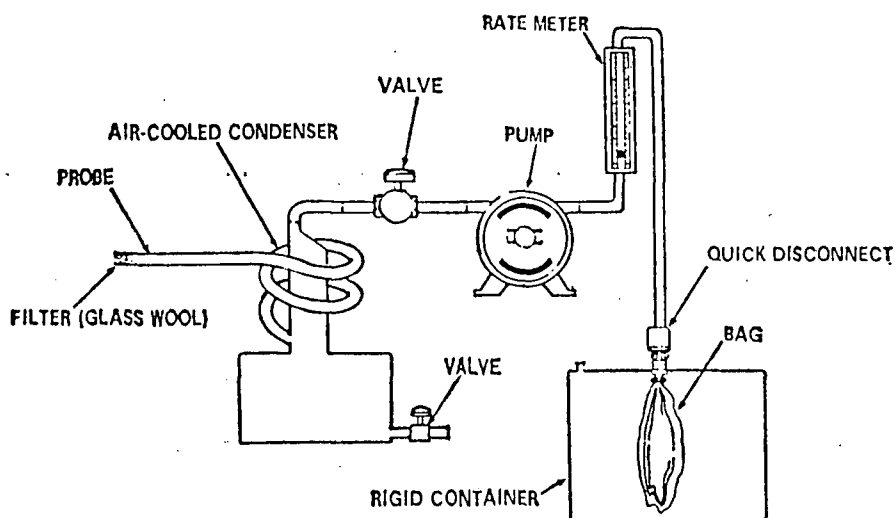 RATE METER
VALVE
AIR-COOLED CONDENSER
PUMP
PROBE
QUICK DISCONNECT
FILTER (GLASS WOOL)
BAG
VALVE
RIGID CONTAINER